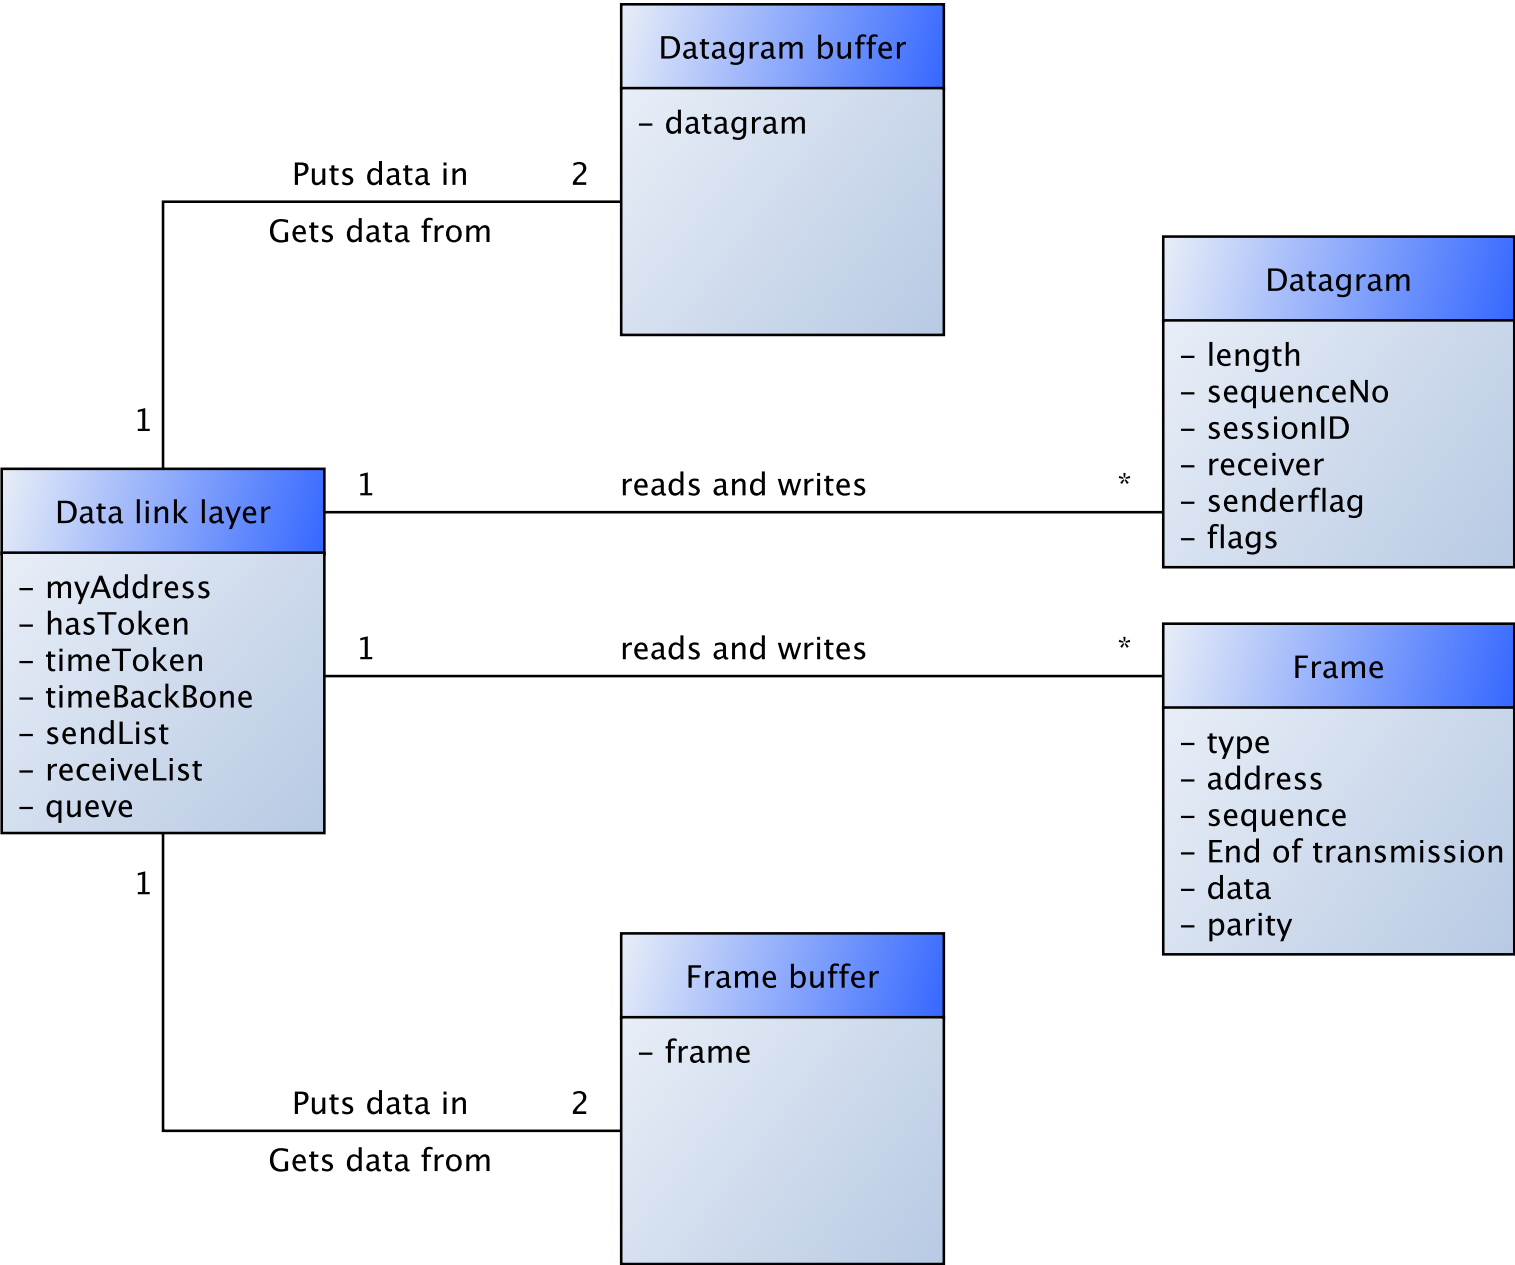 Datagram buffer
- datagram
Puts data in
2
Gets data from
1
Datagram
- length
- sequenceNo
- sessionID
- receiver
- senderflag
- flags
1
reads and writes
*
Data link layer
- myAddress
- hasToken
- timeToken
- timeBackBone
- sendList
- receiveList
- queve
1
reads and writes
*
Frame
- type
- address
- sequence
- End of transmission
- data
- parity
1
Frame buffer
- frame
Puts data in
2
Gets data from